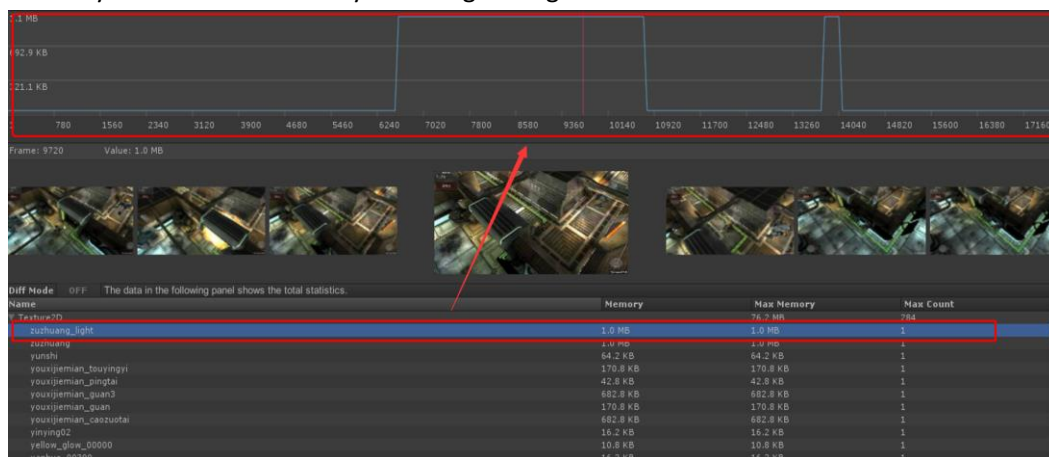 692.9 KB
780 1560 2340 3120 3900 4680 5460 6240 7020 7800 8580 9360 10140 10920 11700 12480 13260 14040 14820 15600 16380 17160
Frame: 9720 Value: 1.0 MB
Diff Mode OFF The data in the following panel shows the total statistics.
Name Memory Max Memory Max Count
Texture2D 76.2 MB 284
zuzhuang_light 1.0 MB 1.0 MB 1
zuzhuang 1.0 MB 1.0 MB 1
yunshi 64.2 KB 64.2 KB 1
youxijiemian_touyingyi 170.8 KB 170.8 KB 1
youxijiemian_pingtai 42.8 KB 42.8 KB 1
youxijiemian_guan3 682.8 KB 682.8 KB 1
youxijiemian_guan 170.8 KB 170.8 KB 1
youxijiemian_caozuotai 682.8 KB 682.8 KB 1
yinying02 16.2 KB 16.2 KB 1
yellow_glow_00000 10.8 KB 10.8 KB 1